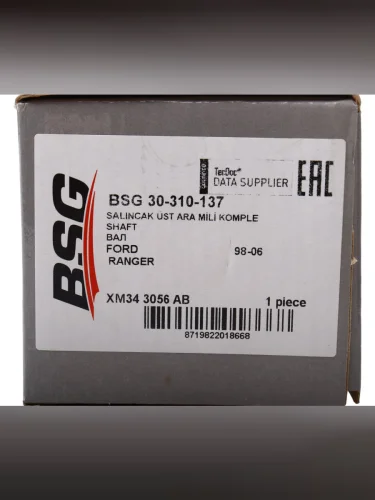 BSG
TecDoc®
DATA SUPPLIER
EAC
BSG 30-310-137
SALINCAK ÜST ARA MİLİ KOMPLE
SHAFT
ВАЛ
FORD 98-06
RANGER
XM34 3056 AB 1 piece
8719822018668